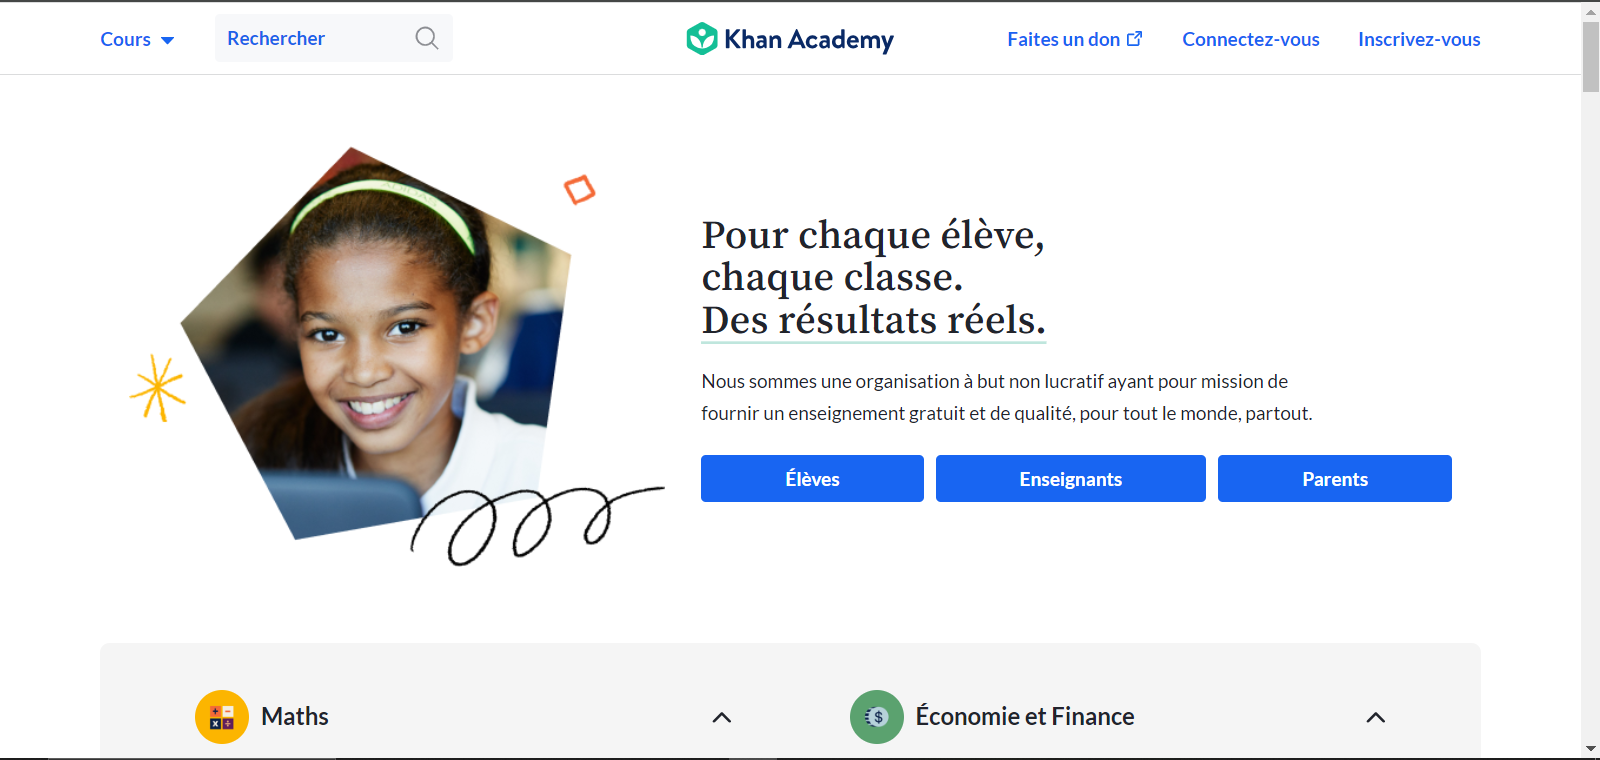 Cours
Rechercher
Khan Academy
Faites un don
Connectez-vous
Inscrivez-vous
Pour chaque élève,
chaque classe.
Des résultats réels.
Nous sommes une organisation à but non lucratif ayant pour mission de
fournir un enseignement gratuit et de qualité, pour tout le monde, partout.
Élèves
Enseignants
Parents
Maths
Économie et Finance